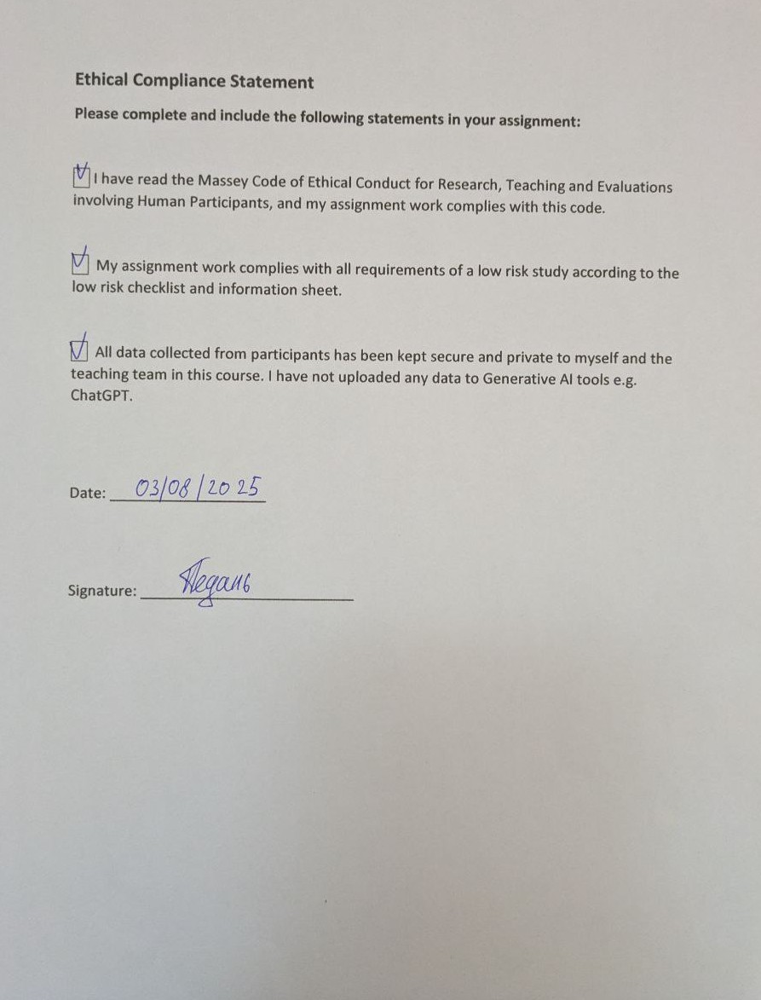 Ethical Compliance Statement
Please complete and include the following statements in your assignment:
I have read the Massey Code of Ethical Conduct for Research, Teaching and Evaluations
involving Human Participants, and my assignment work complies with this code.
My assignment work complies with all requirements of a low risk study according to the
low risk checklist and information sheet.
All data collected from participants has been kept secure and private to myself and the
teaching team in this course. I have not uploaded any data to Generative AI tools e.g.
ChatGPT.
Date: 03/08/2025
Signature: